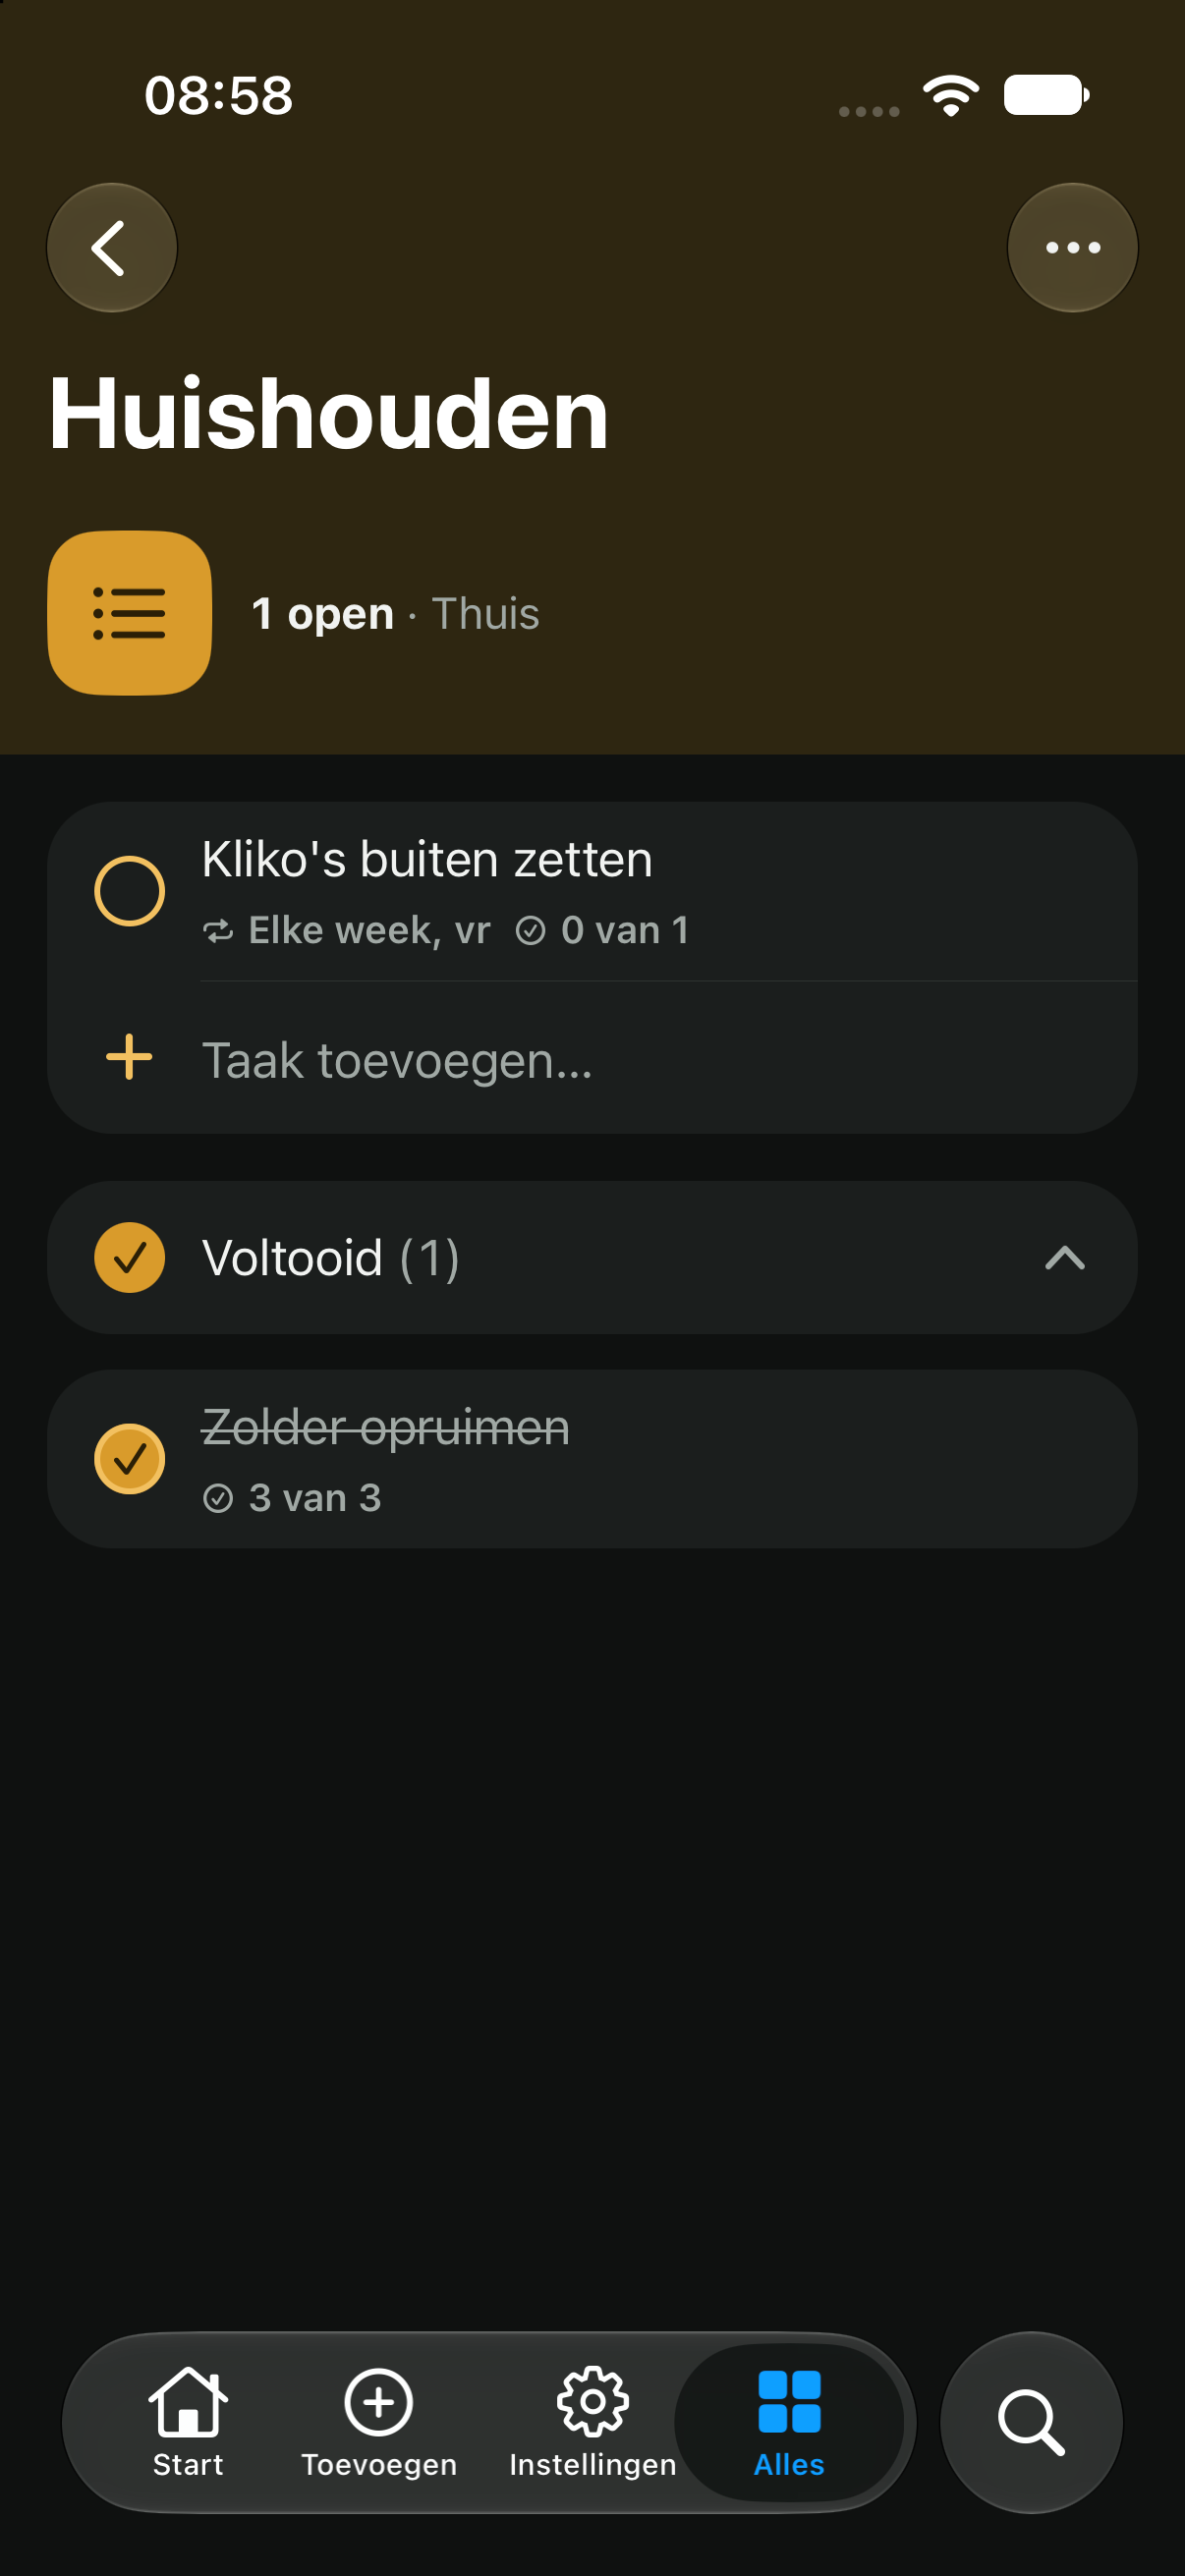 08:58
Huishouden
1 open · Thuis
Kliko's buiten zetten
Elke week, vr 0 van 1
Taak toevoegen...
Voltooid (1)
Zolder opruimen
3 van 3
Start Toevoegen Instellingen Alles